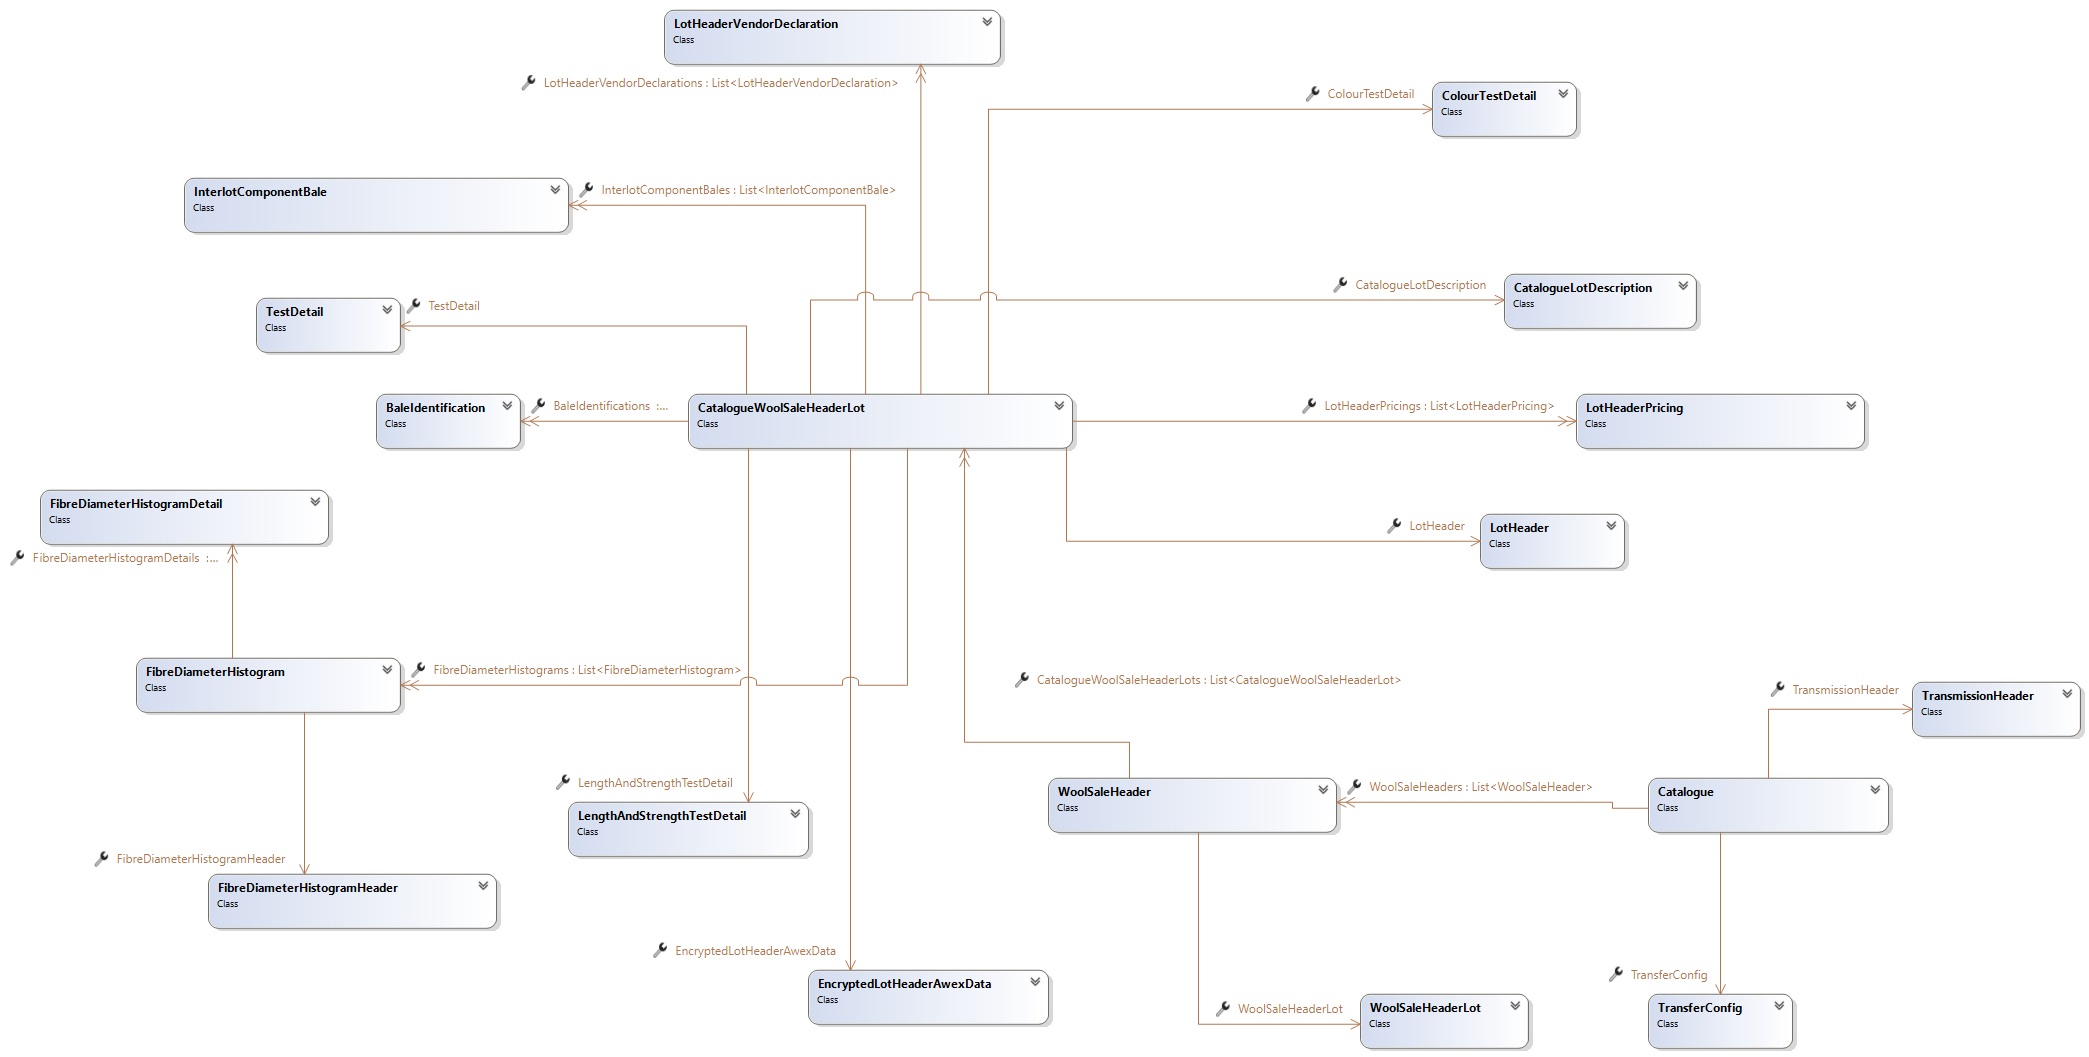 LotHeaderVendorDeclaration
Class
LotHeaderVendorDeclarations : List<LotHeaderVendorDeclaration>
ColourTestDetail
ColourTestDetail
Class
InterlotComponentBale
Class
InterlotComponentBales : List<InterlotComponentBale>
CatalogueLotDescription
CatalogueLotDescription
Class
TestDetail
Class
TestDetail
BaleIdentification
Class
BaleIdentifications :...
CatalogueWoolSaleHeaderLot
Class
LotHeaderPricings : List<LotHeaderPricing>
LotHeaderPricing
Class
FibreDiameterHistogramDetail
Class
FibreDiameterHistogramDetails :...
LotHeader
LotHeader
Class
FibreDiameterHistogram
Class
FibreDiameterHistograms : List<FibreDiameterHistogram>
CatalogueWoolSaleHeaderLots : List<CatalogueWoolSaleHeaderLot>
TransmissionHeader
TransmissionHeader
Class
LengthAndStrengthTestDetail
LengthAndStrengthTestDetail
Class
WoolSaleHeader
Class
WoolSaleHeaders : List<WoolSaleHeader>
Catalogue
Class
FibreDiameterHistogramHeader
FibreDiameterHistogramHeader
Class
EncryptedLotHeaderAwexData
EncryptedLotHeaderAwexData
Class
WoolSaleHeaderLot
WoolSaleHeaderLot
Class
TransferConfig
TransferConfig
Class